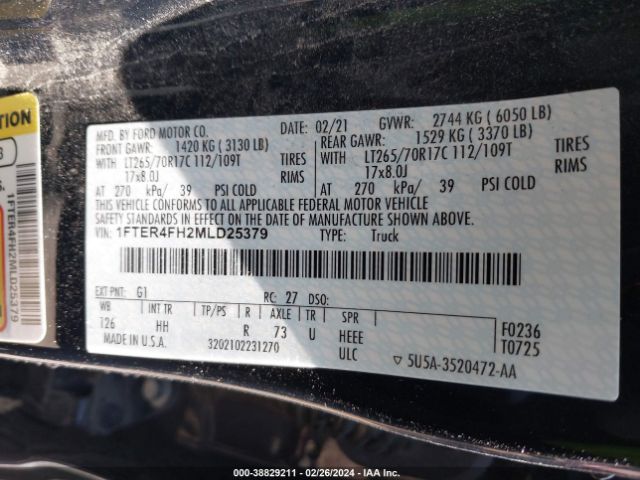 MFD. BY FORD MOTOR CO. DATE: 02/21 GVWR: 2744 KG ( 6050 LB)
FRONT GAWR: 1420 KG ( 3130 LB) REAR GAWR: 1529 KG ( 3370 LB)
WITH LT265/70R17C 112/109T TIRES WITH LT265/70R17C 112/109T TIRES
17x8.0J RIMS 17x8.0J RIMS
AT 270 kPa/ 39 PSI COLD AT 270 kPa/ 39 PSI COLD
THIS VEHICLE CONFORMS TO ALL APPLICABLE FEDERAL MOTOR VEHICLE
SAFETY STANDARDS IN EFFECT ON THE DATE OF MANUFACTURE SHOWN ABOVE.
VIN: 1FTER4FH2MLD25379 TYPE: Truck
EXT PNT: G1 RC: 27 DSO:
WB INT TR TP/PS R AXLE TR SPR
126 HH R 73 U HEEE F0236
MADE IN U.S.A. 3202102231270 ULC T0725
▽ 5U5A-3520472-AA
TION
1FTER4FH2MLD25379
000-38829211 - 02/26/2024 - IAA Inc.